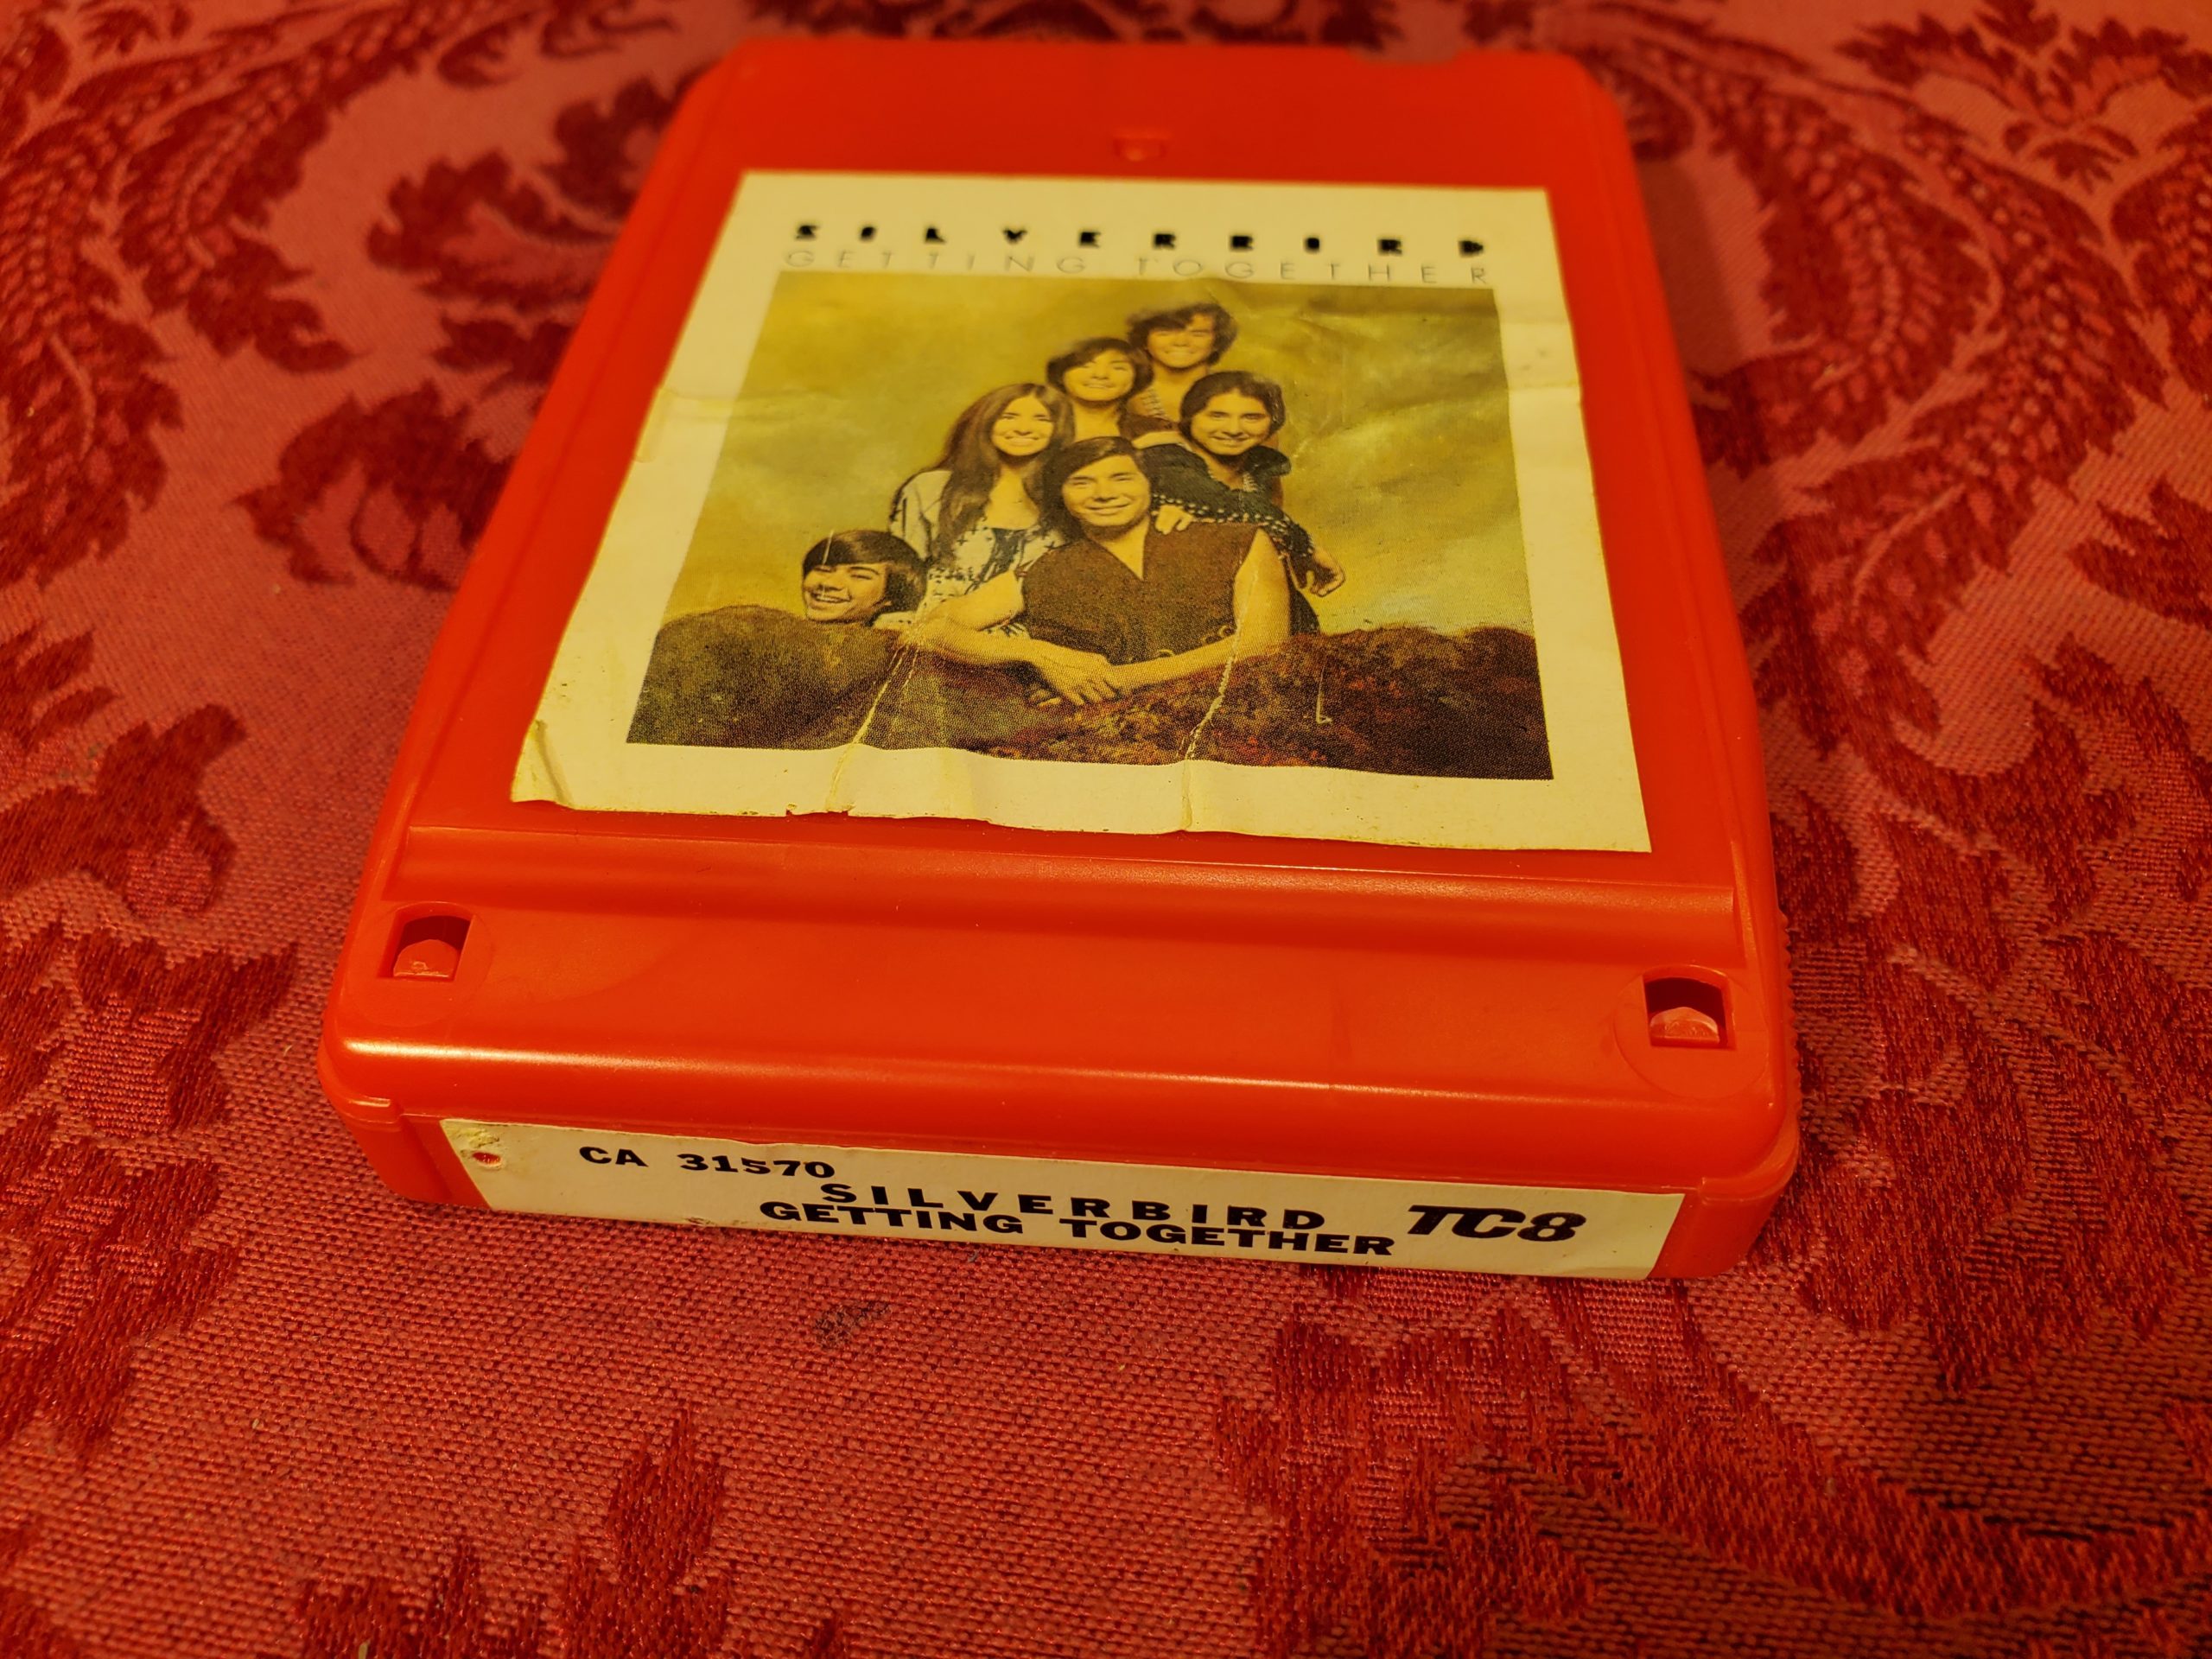 SILVERBIRD
GETTING TOGETHER
CA 31570
SILVERBIRD
GETTING TOGETHER
TC8